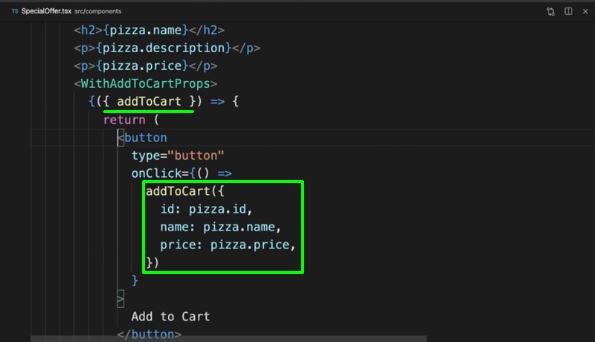 TS SpecialOffer.tsx src/components
<h2>{pizza.name}</h2>
<p>{pizza.description}</p>
<p>{pizza.price}</p>
<WithAddToCartProps>
{({ addToCart }) => {
return (
<button
type="button"
onClick={() =>
addToCart({
id: pizza.id,
name: pizza.name,
price: pizza.price,
})
}
>
Add to Cart
</button>